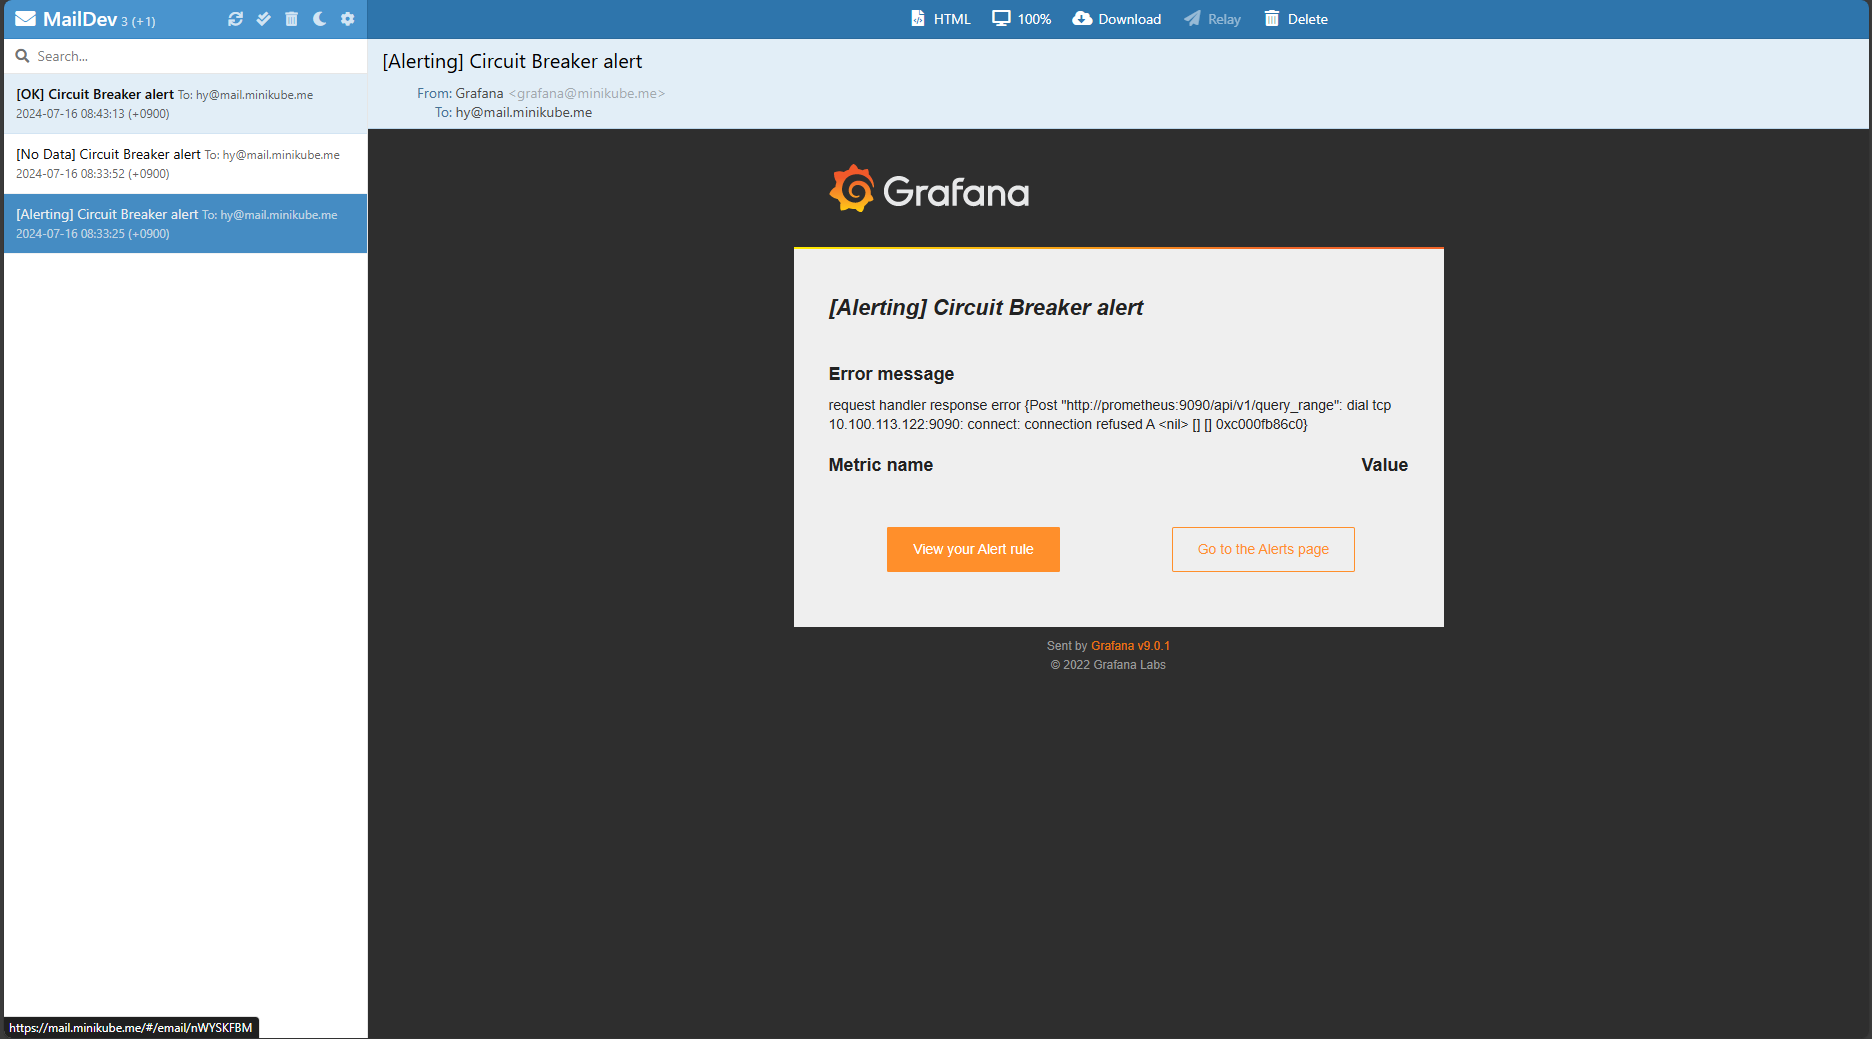 MailDev 3 (+1)
HTML 100% Download Relay Delete
Search...
[OK] Circuit Breaker alert To: hy@mail.minikube.me
2024-07-16 08:43:13 (+0900)
[No Data] Circuit Breaker alert To: hy@mail.minikube.me
2024-07-16 08:33:52 (+0900)
[Alerting] Circuit Breaker alert To: hy@mail.minikube.me
2024-07-16 08:33:25 (+0900)
[Alerting] Circuit Breaker alert
From: Grafana <grafana@minikube.me>
To: hy@mail.minikube.me
Grafana
[Alerting] Circuit Breaker alert
Error message
request handler response error {Post "http://prometheus:9090/api/v1/query_range": dial tcp
10.100.113.122:9090: connect: connection refused A <nil> [] [] 0xc000fb86c0}
Metric name Value
View your Alert rule Go to the Alerts page
Sent by Grafana v9.0.1
© 2022 Grafana Labs
https://mail.minikube.me/#/email/nWYSKFBM